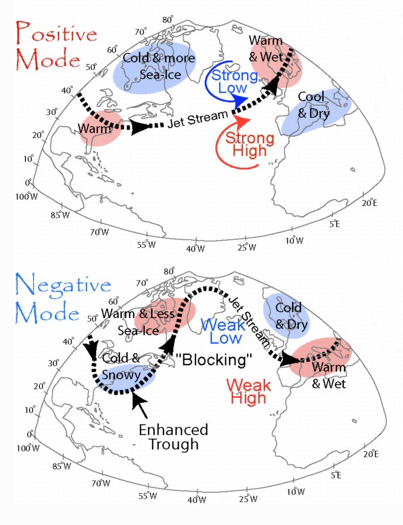 Positive
Mode
80°
70°
60°
50°
40°
30°
20°
10°
0°
100°W
85°W
70°W
55°W
40°W
25°W
10°W
5°E
20°E
Cold & more
Sea-Ice
Warm
Jet Stream
Strong
Low
Strong
High
Warm
& Wet
Cool
& Dry
Negative
Mode
80°
70°
60°
50°
40°
30°
20°
10°
0°
100°W
85°W
70°W
55°W
40°W
25°W
10°W
5°E
20°E
Warm & Less
Sea-Ice
Cold &
Snowy
Jet Stream
Weak
Low
"Blocking"
Weak
High
Cold
& Dry
Warm
& Wet
Enhanced
Trough